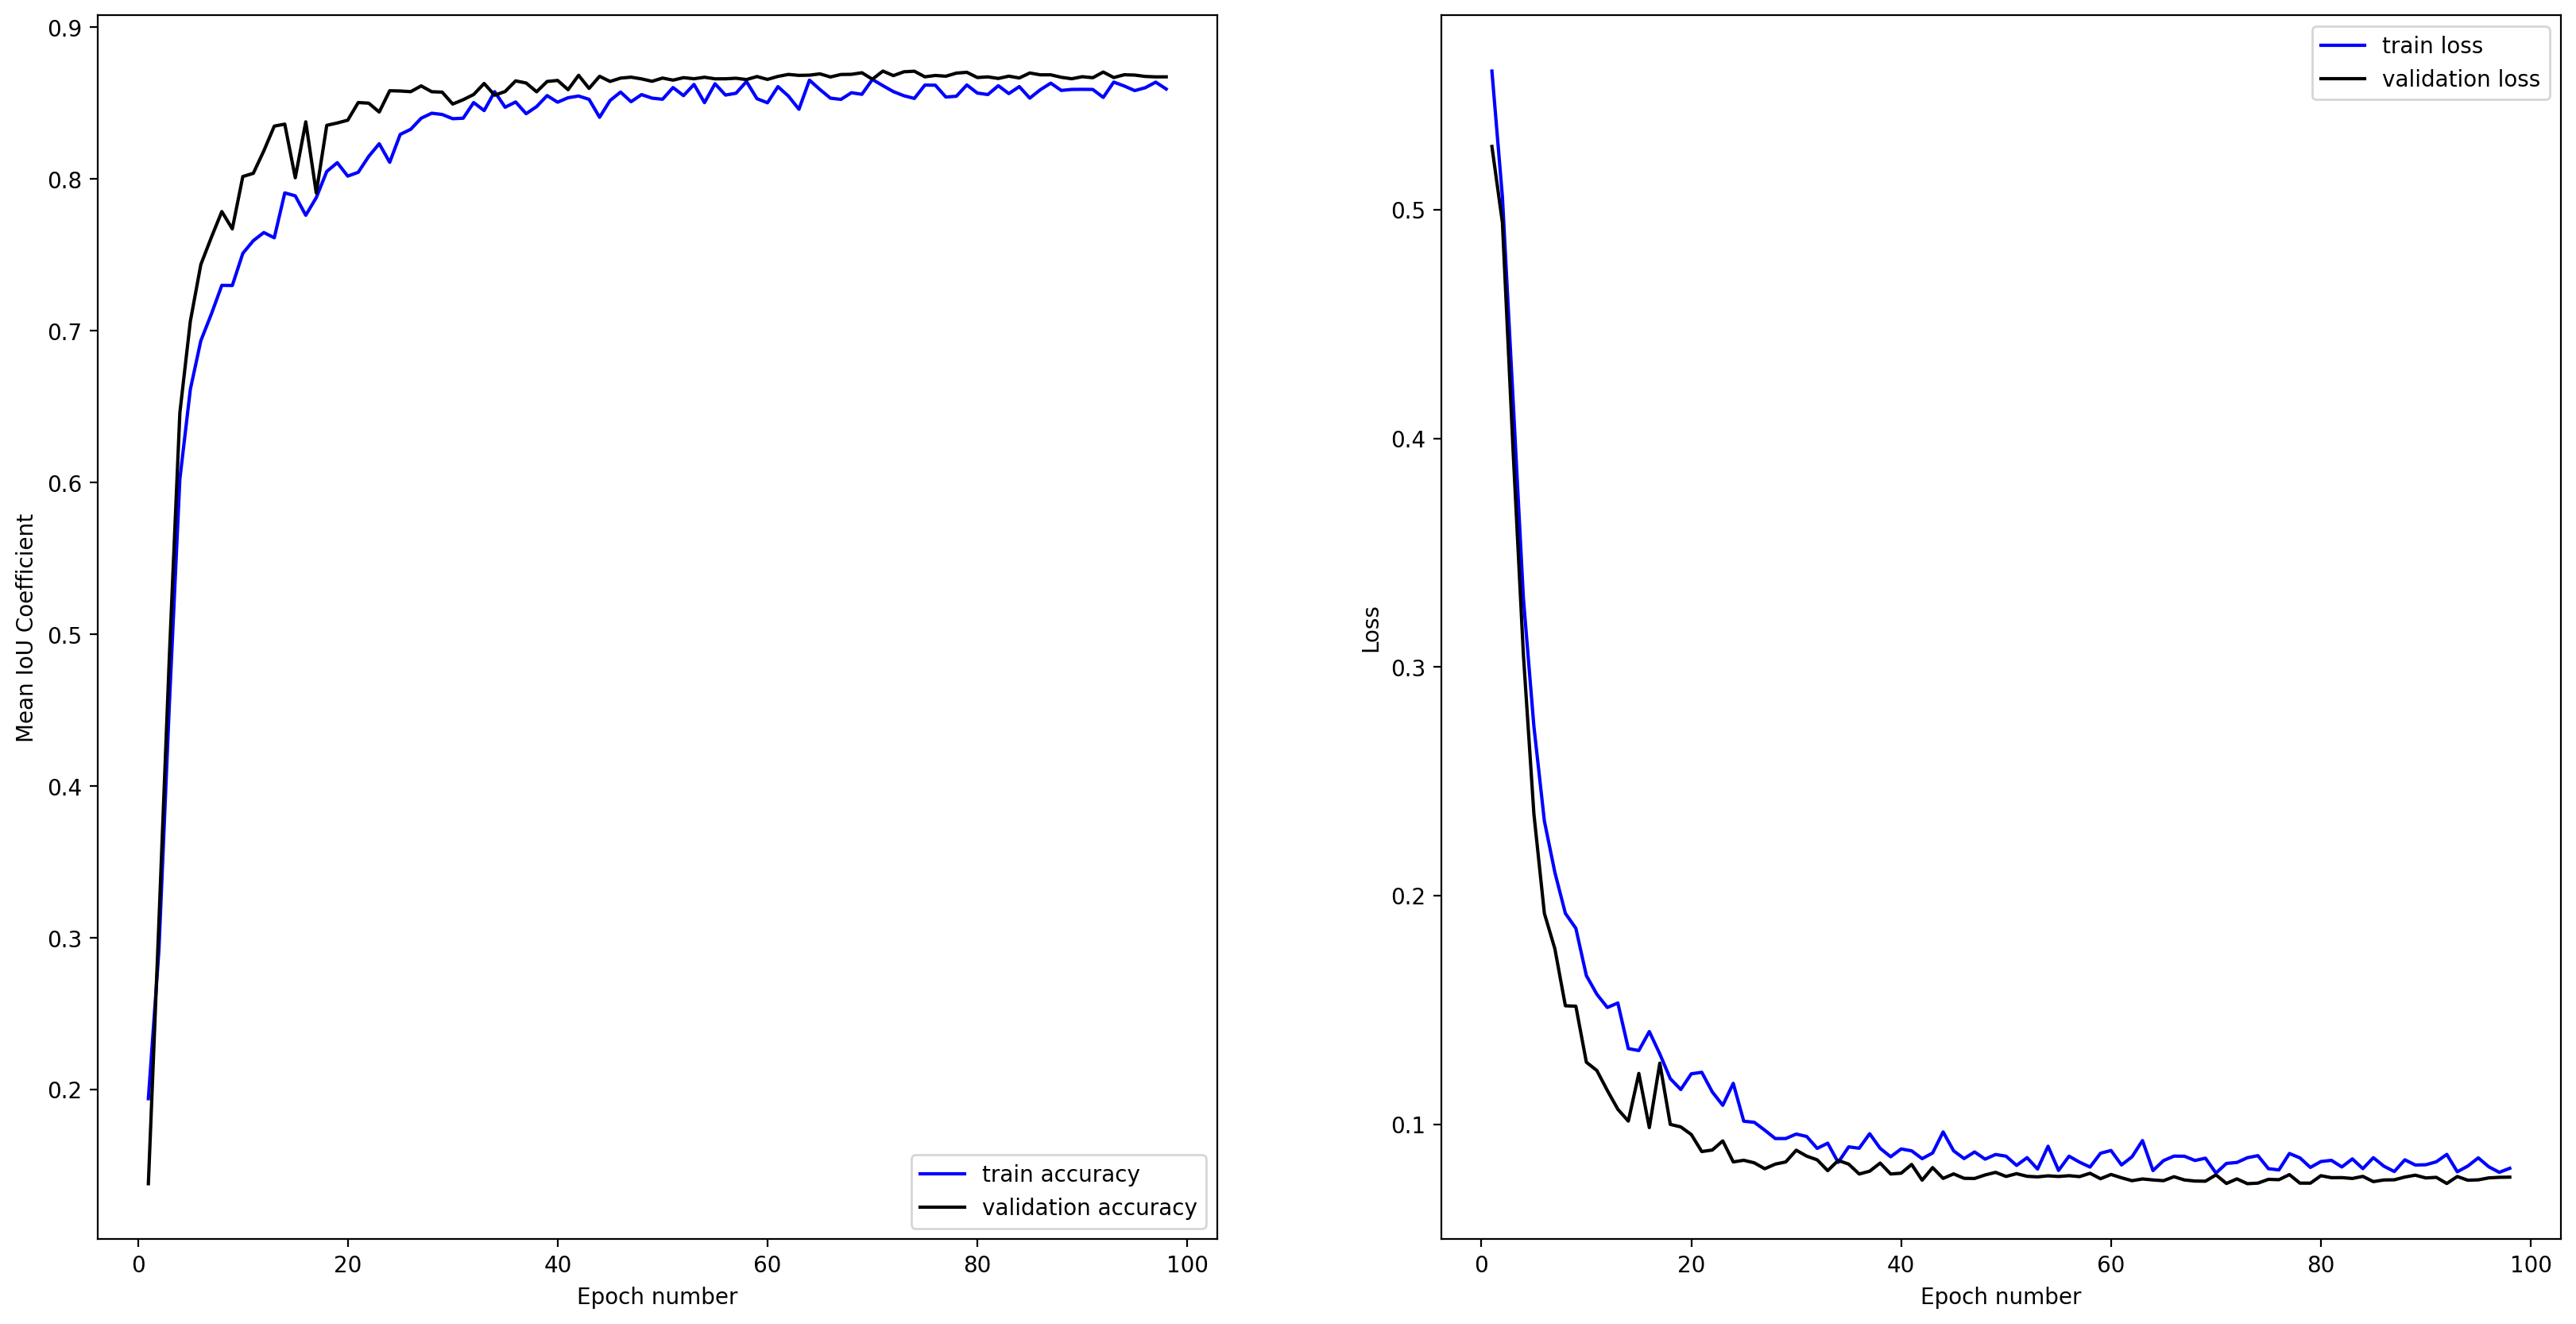 0.9
0.8
0.7
0.6
0.5
0.4
0.3
0.2
Mean IoU Coefficient
train accuracy
validation accuracy
0 20 40 60 80 100
Epoch number
train loss
validation loss
0.5
0.4
0.3
0.2
0.1
Loss
0 20 40 60 80 100
Epoch number